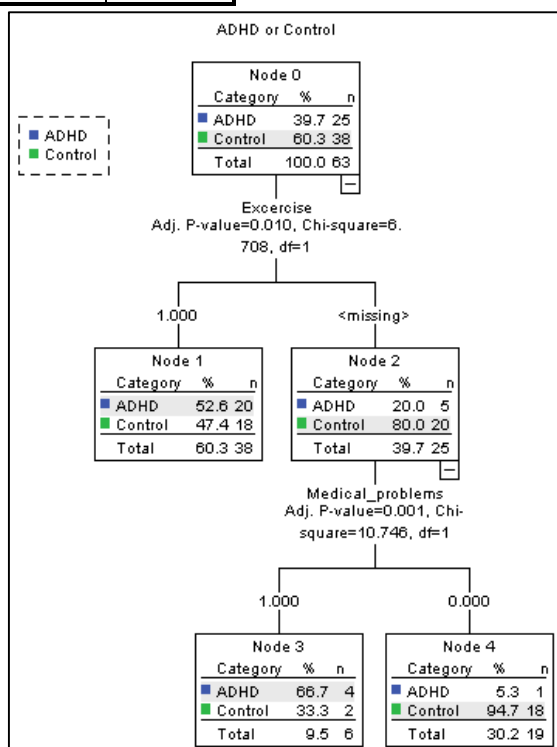 ADHD or Control
ADHD
Control
Node 0
Category % n
ADHD 39.7 25
Control 60.3 38
Total 100.0 63
Excercise
Adj. P-value=0.010, Chi-square=6.
708, df=1
1.000
<missing>
Node 1
Category % n
ADHD 52.6 20
Control 47.4 18
Total 60.3 38
Node 2
Category % n
ADHD 20.0 5
Control 80.0 20
Total 39.7 25
Medical_problems
Adj. P-value=0.001, Chi-
square=10.746, df=1
1.000
0.000
Node 3
Category % n
ADHD 66.7 4
Control 33.3 2
Total 9.5 6
Node 4
Category % n
ADHD 5.3 1
Control 94.7 18
Total 30.2 19